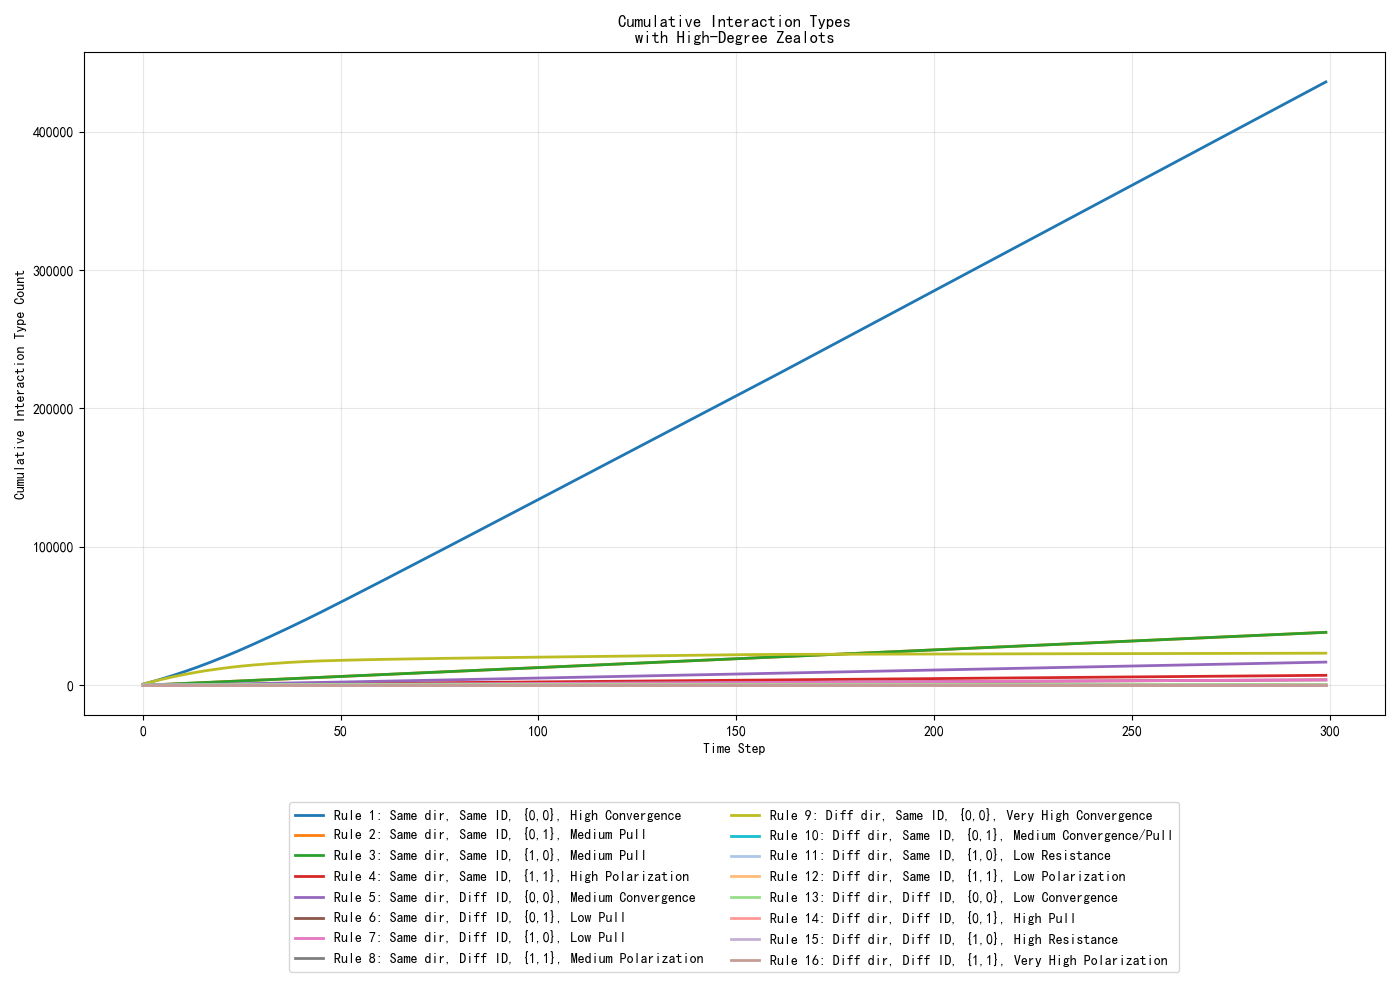 Cumulative Interaction Types
with High-Degree Zealots
Cumulative Interaction Type Count
400000
300000
200000
100000
0
0 50 100 150 200 250 300
Time Step
Rule 1: Same dir, Same ID, {0,0}, High Convergence
Rule 2: Same dir, Same ID, {0,1}, Medium Pull
Rule 3: Same dir, Same ID, {1,0}, Medium Pull
Rule 4: Same dir, Same ID, {1,1}, High Polarization
Rule 5: Same dir, Diff ID, {0,0}, Medium Convergence
Rule 6: Same dir, Diff ID, {0,1}, Low Pull
Rule 7: Same dir, Diff ID, {1,0}, Low Pull
Rule 8: Same dir, Diff ID, {1,1}, Medium Polarization
Rule 9: Diff dir, Same ID, {0,0}, Very High Convergence
Rule 10: Diff dir, Same ID, {0,1}, Medium Convergence/Pull
Rule 11: Diff dir, Same ID, {1,0}, Low Resistance
Rule 12: Diff dir, Same ID, {1,1}, Low Polarization
Rule 13: Diff dir, Diff ID, {0,0}, Low Convergence
Rule 14: Diff dir, Diff ID, {0,1}, High Pull
Rule 15: Diff dir, Diff ID, {1,0}, High Resistance
Rule 16: Diff dir, Diff ID, {1,1}, Very High Polarization